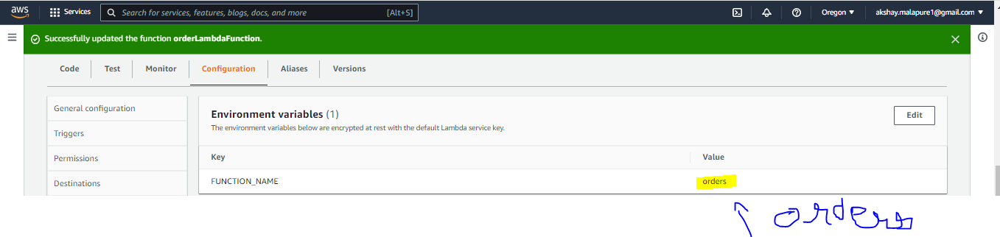 aws Services Search for services, features, blogs, docs, and more [Alt+S] Oregon akshay.malapure1@gmail.com
Successfully updated the function orderLambdaFunction.
Code Test Monitor Configuration Aliases Versions
General configuration
Triggers
Permissions
Destinations
Environment variables (1) Edit
The environment variables below are encrypted at rest with the default Lambda service key.
Key Value
FUNCTION_NAME orders
orders